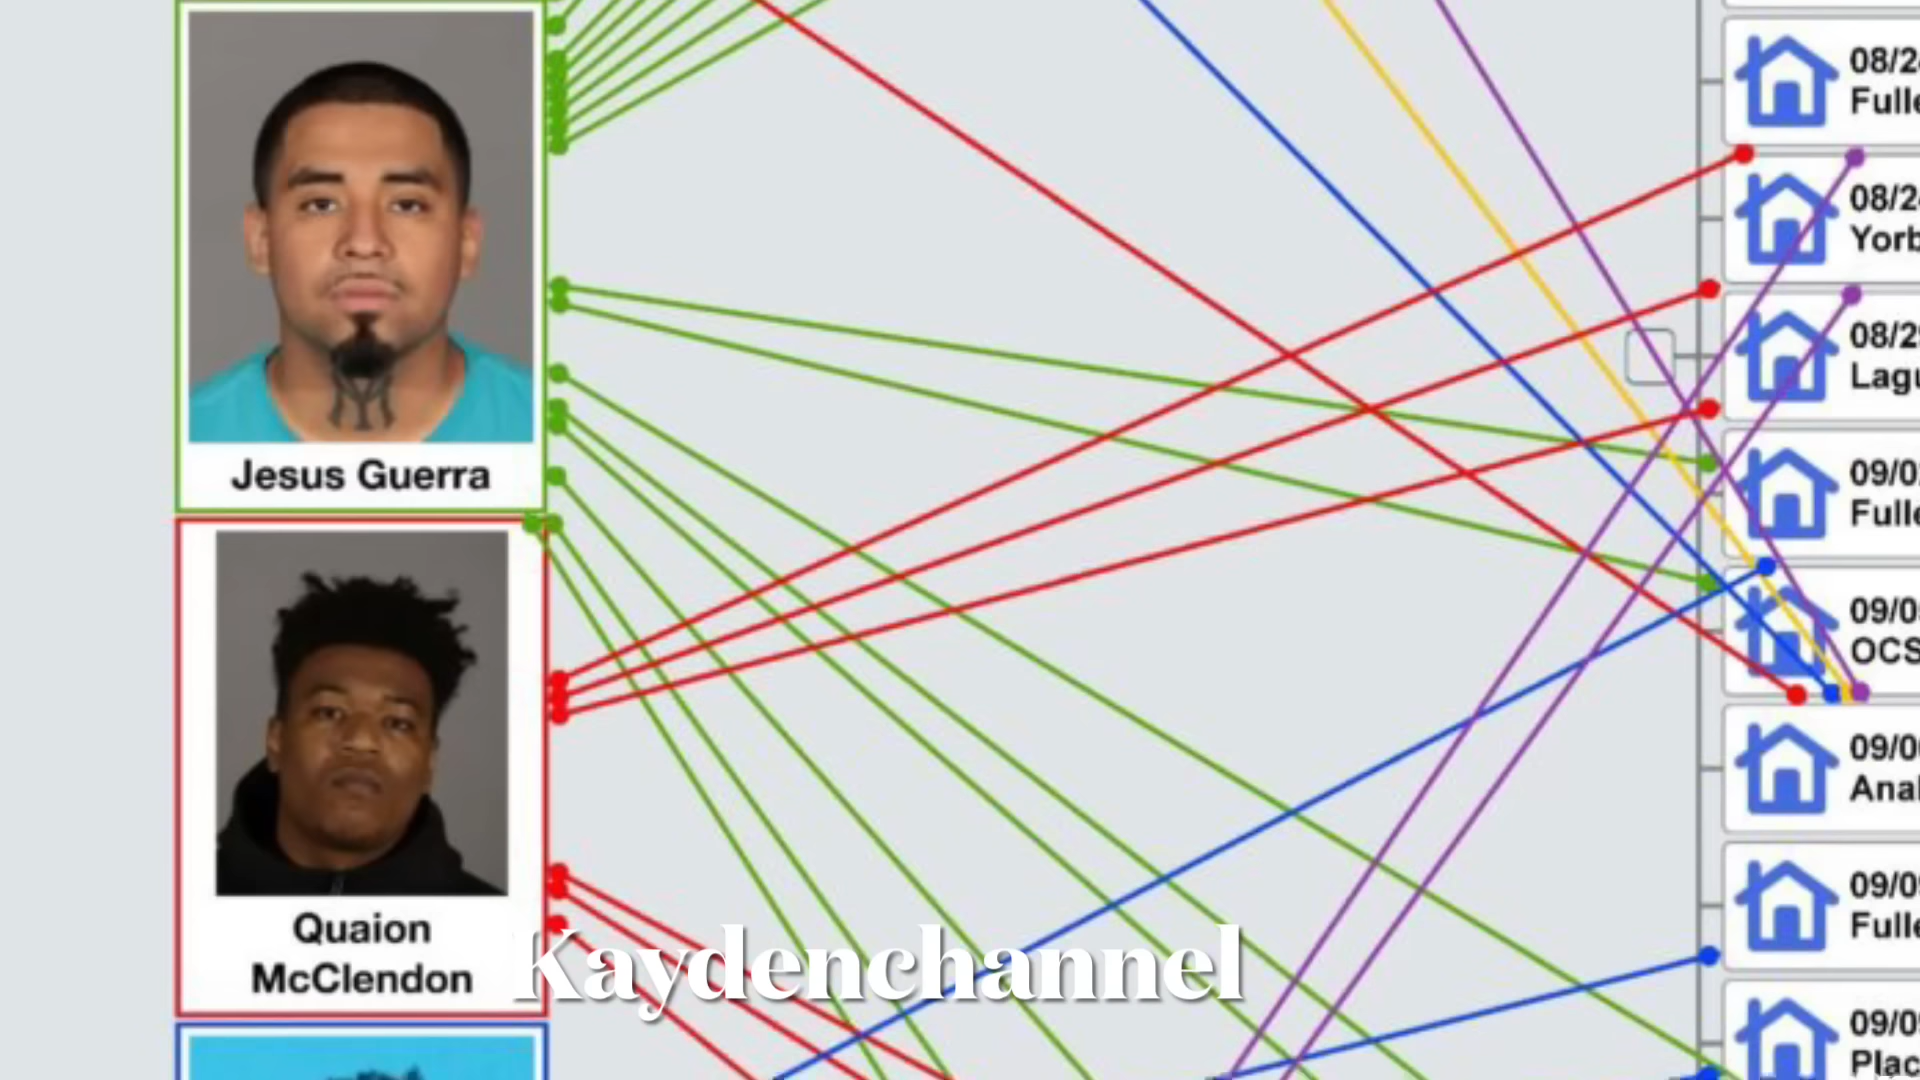 Jesus Guerra
Quaion
McClendon
Kaydenchannel
08/2
Fulle
08/2
Yorb
08/2
Lagu
09/0
Fulle
09/0
OCS
09/0
Ana
09/0
Fulle
09/0
Plac